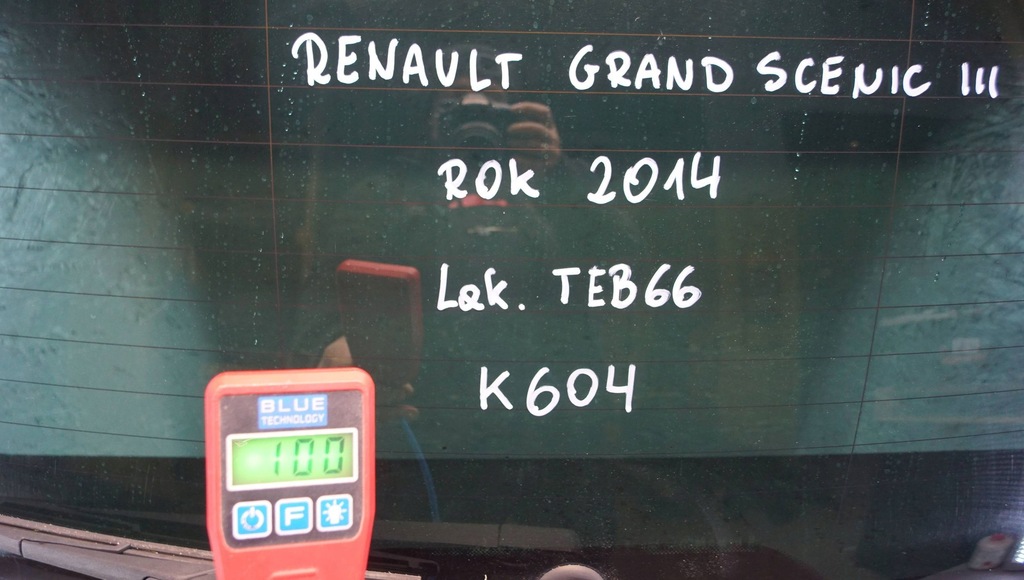 RENAULT GRAND SCENIC III
ROK 2014
Lak. TEB66
K604
BLUE
TECHNOLOGY
100
F